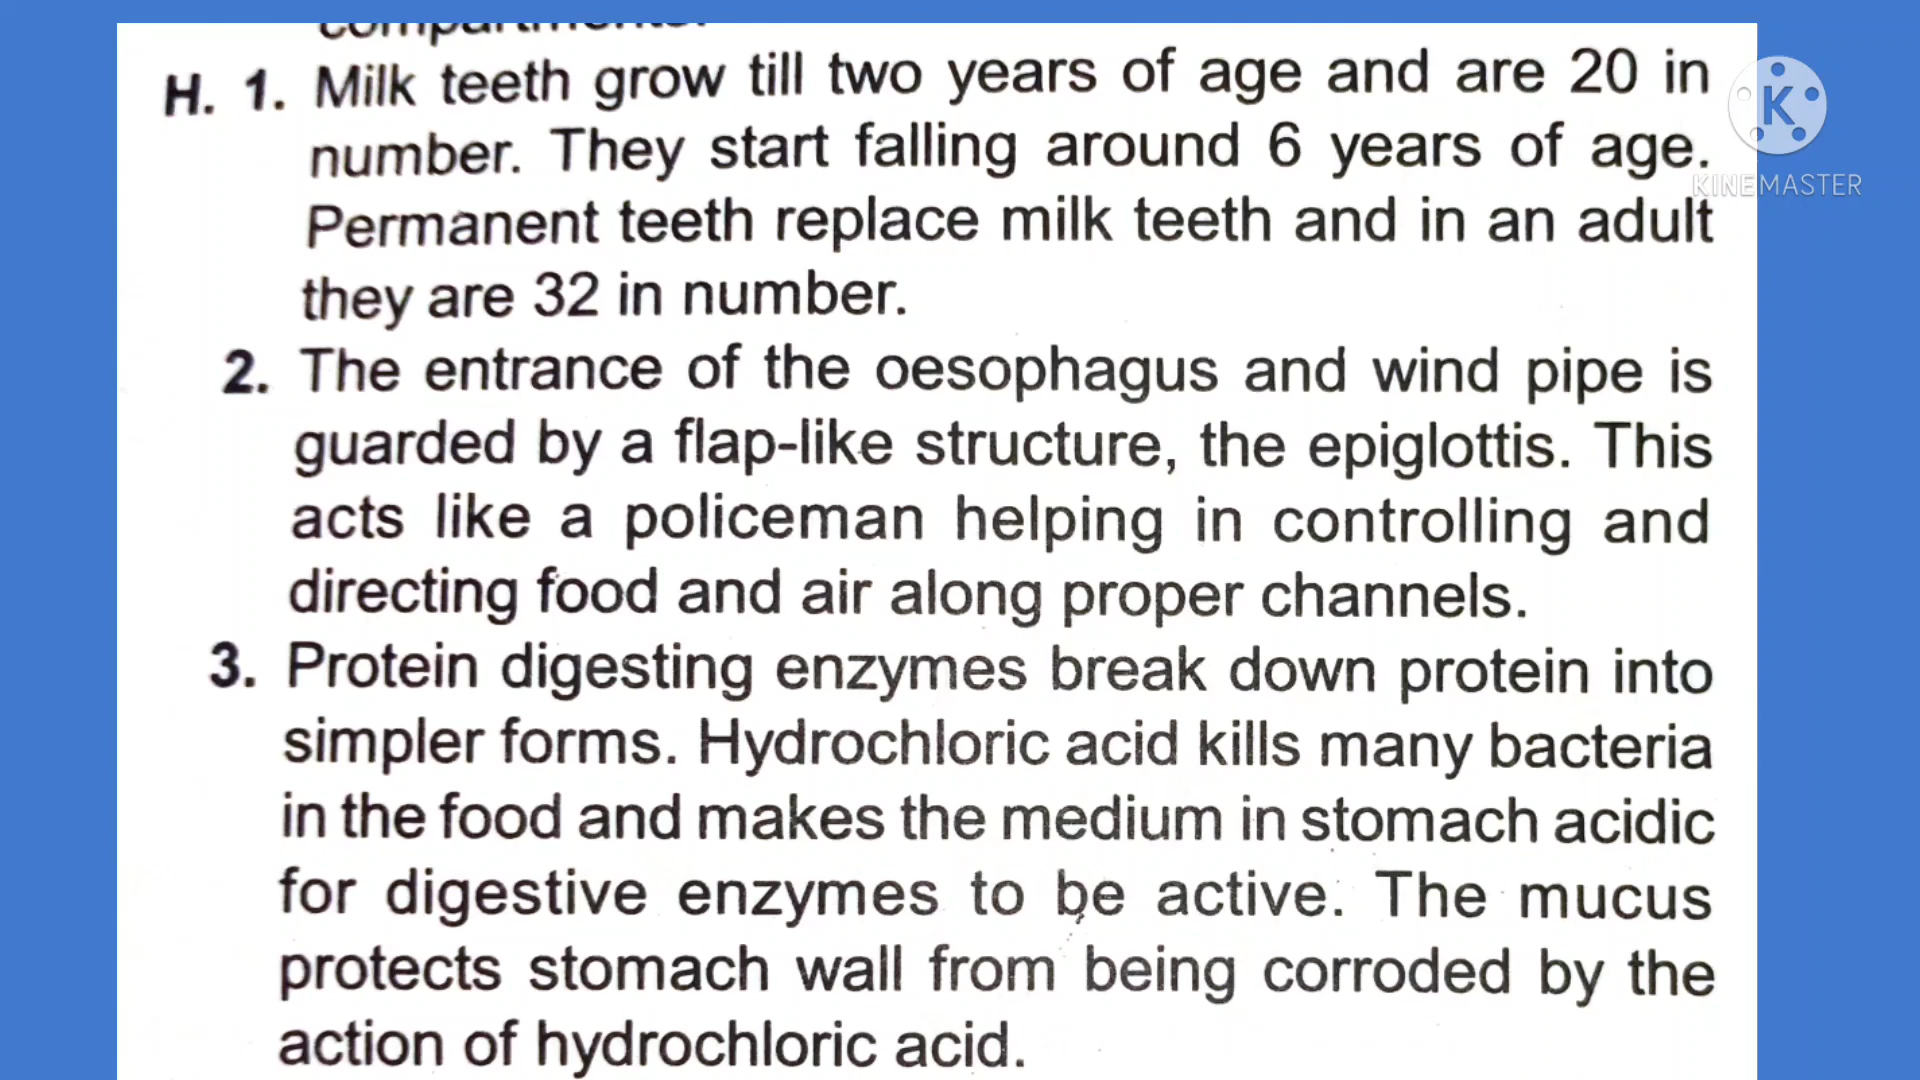 H. 1. Milk teeth grow till two years of age and are 20 in
number. They start falling around 6 years of age.
Permanent teeth replace milk teeth and in an adult
they are 32 in number.
2. The entrance of the oesophagus and wind pipe is
guarded by a flap-like structure, the epiglottis. This
acts like a policeman helping in controlling and
directing food and air along proper channels.
3. Protein digesting enzymes break down protein into
simpler forms. Hydrochloric acid kills many bacteria
in the food and makes the medium in stomach acidic
for digestive enzymes to be active. The mucus
protects stomach wall from being corroded by the
action of hydrochloric acid.
K
KINEMASTER